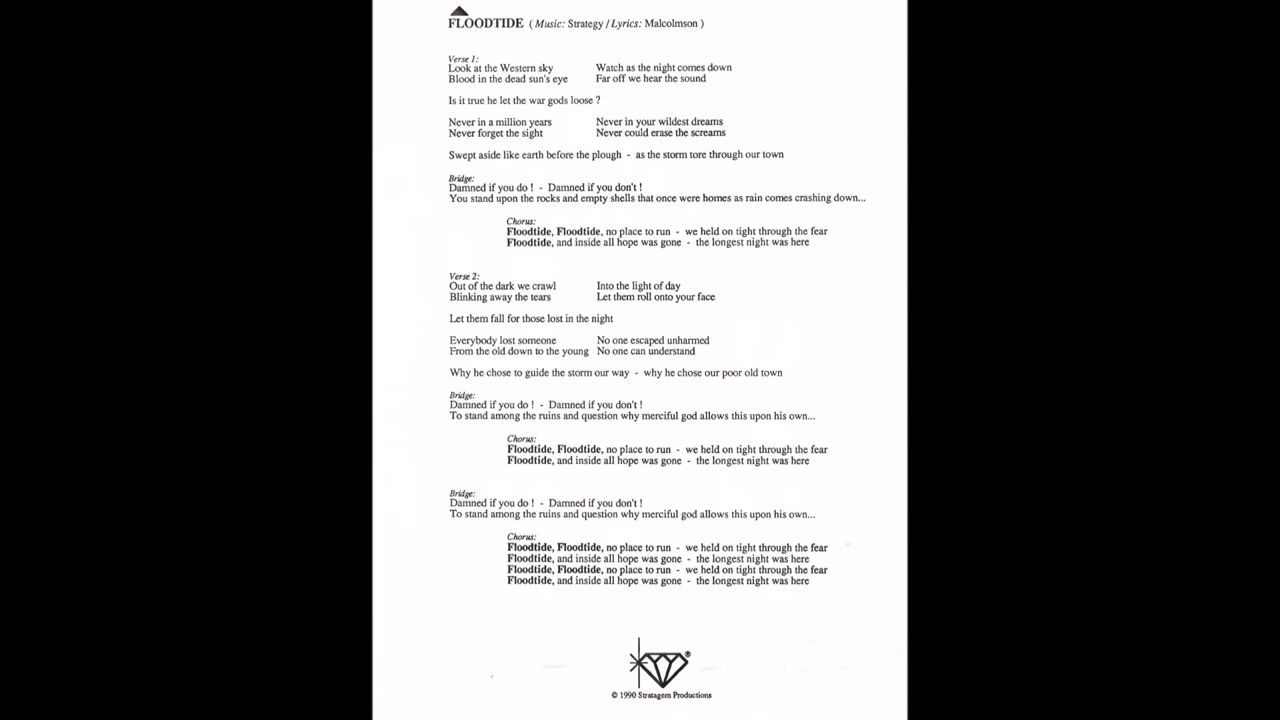 FLOODTIDE ( Music: Strategy / Lyrics: Malcolmson )
Verse 1:
Look at the Western sky Watch as the night comes down
Blood in the dead sun's eye Far off we hear the sound
Is it true he let the war gods loose ?
Never in a million years Never in your wildest dreams
Never forget the sight Never could erase the screams
Swept aside like earth before the plough - as the storm tore through our town
Bridge:
Damned if you do ! - Damned if you don't !
You stand upon the rocks and empty shells that once were homes as rain comes crashing down...
Chorus:
Floodtide, Floodtide, no place to run - we held on tight through the fear
Floodtide, and inside all hope was gone - the longest night was here
Verse 2:
Out of the dark we crawl Into the light of day
Blinking away the tears Let them roll onto your face
Let them fall for those lost in the night
Everybody lost someone No one escaped unharmed
From the old down to the young No one can understand
Why he chose to guide the storm our way - why he chose our poor old town
Bridge:
Damned if you do ! - Damned if you don't !
To stand among the ruins and question why merciful god allows this upon his own...
Chorus:
Floodtide, Floodtide, no place to run - we held on tight through the fear
Floodtide, and inside all hope was gone - the longest night was here
Bridge:
Damned if you do ! - Damned if you don't !
To stand among the ruins and question why merciful god allows this upon his own...
Chorus:
Floodtide, Floodtide, no place to run - we held on tight through the fear
Floodtide, and inside all hope was gone - the longest night was here
Floodtide, Floodtide, no place to run - we held on tight through the fear
Floodtide, and inside all hope was gone - the longest night was here
®
© 1990 Stratagem Productions